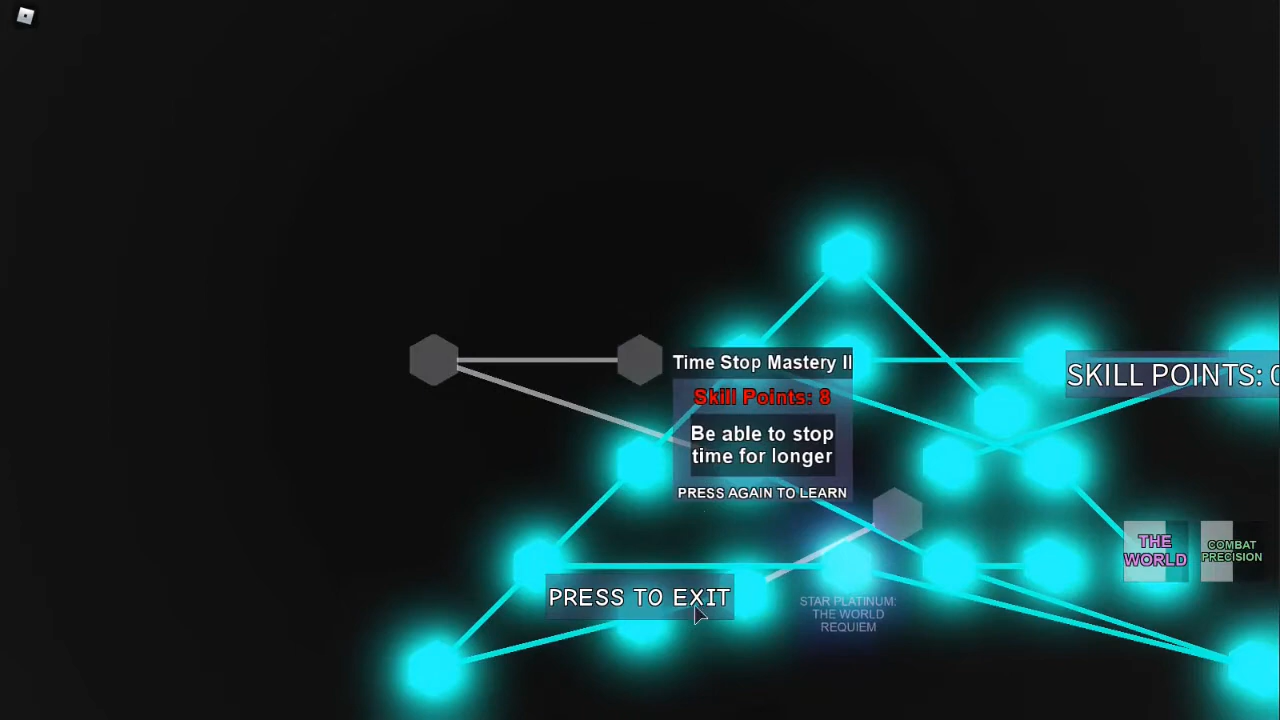 Time Stop Mastery II
SKILL POINTS: 0
Skill Points: 8
Be able to stop
time for longer
PRESS AGAIN TO LEARN
THE
WORLD
COMBAT
PRECISION
PRESS TO EXIT
STAR PLATINUM:
THE WORLD
REQUIEM